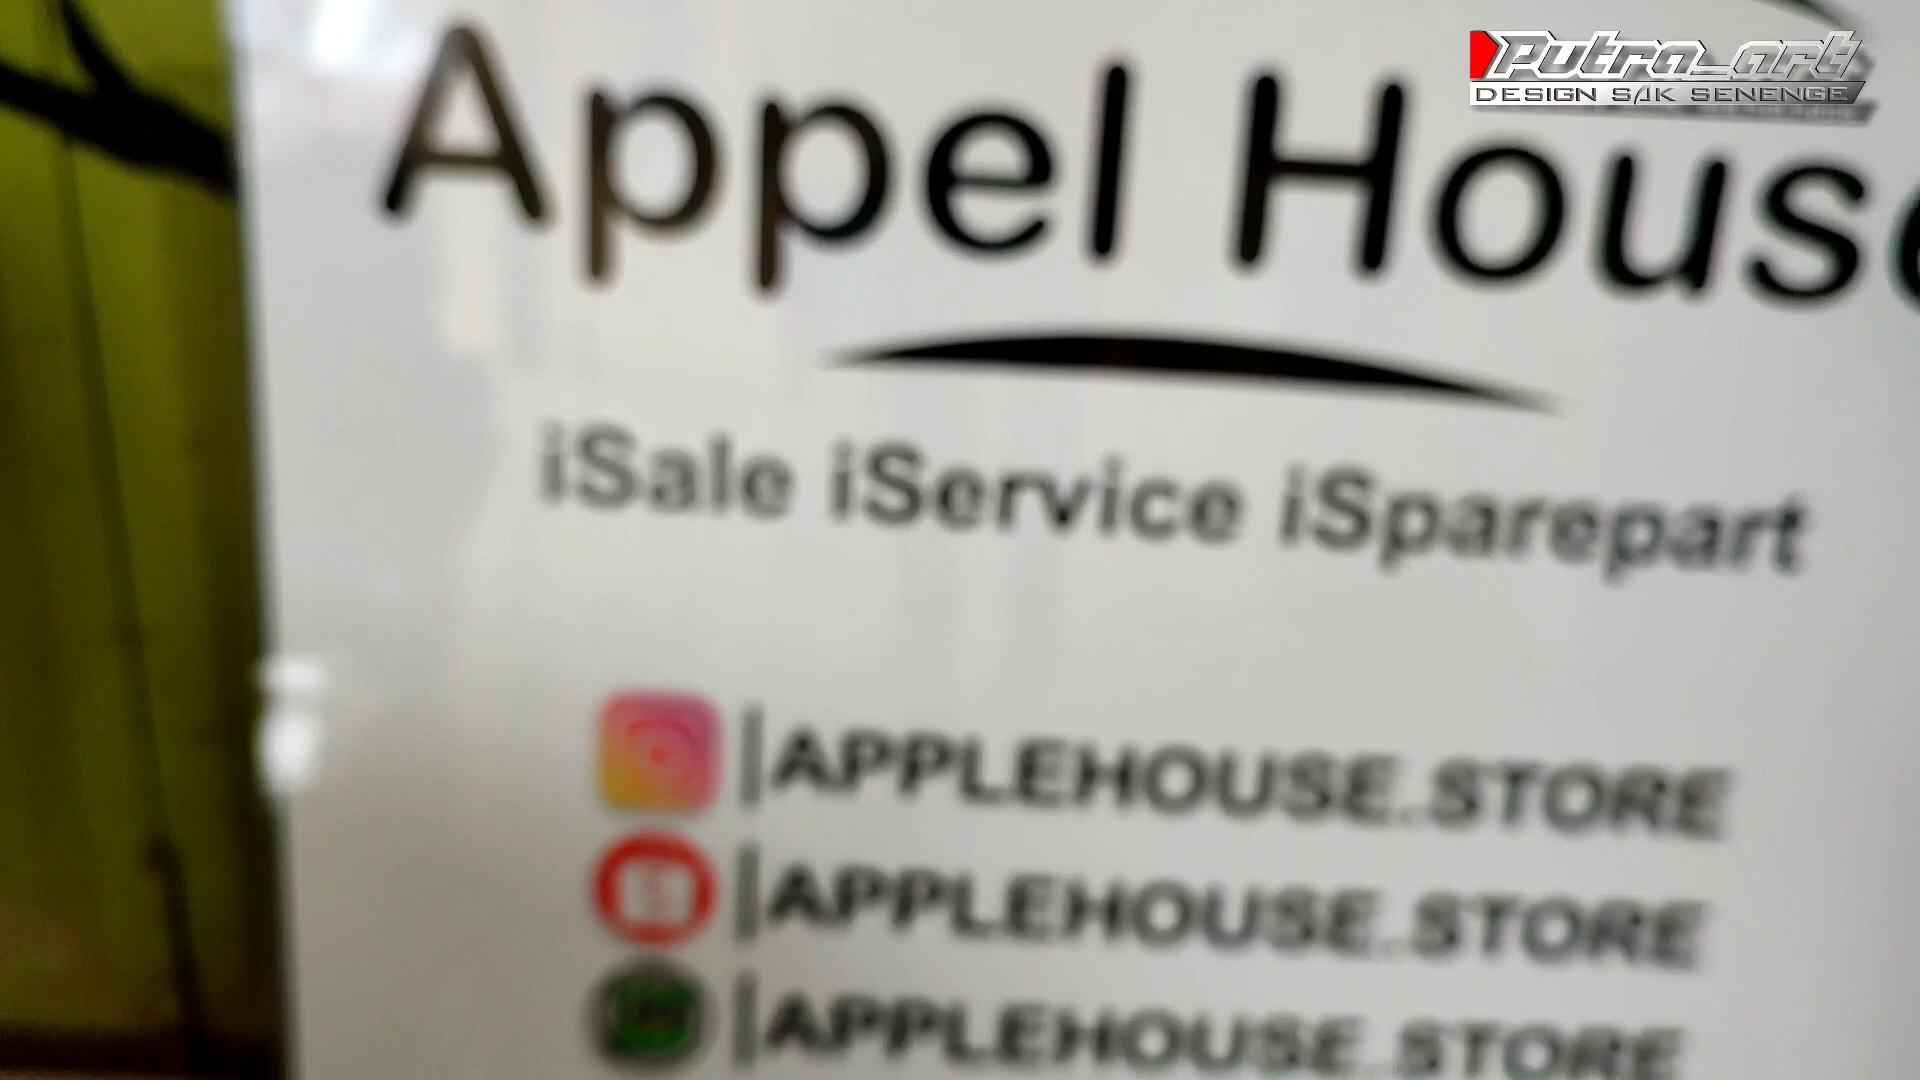 Putra_art
DESIGN SAK SENENGE
Appel House
iSale iService iSparepart
|APPLEHOUSE.STORE
|APPLEHOUSE.STORE
|APPLEHOUSE.STORE